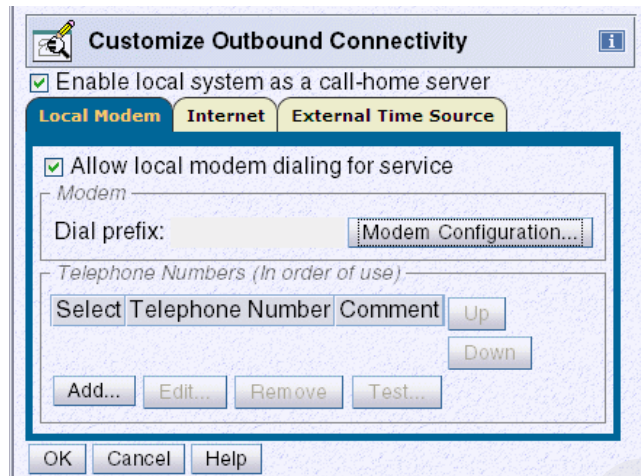 Customize Outbound Connectivity
i
Enable local system as a call-home server
Local Modem Internet External Time Source
Allow local modem dialing for service
Modem
Dial prefix: Modem Configuration...
Telephone Numbers (In order of use)
Select Telephone Number Comment Up
Down
Add... Edit... Remove Test...
OK Cancel Help